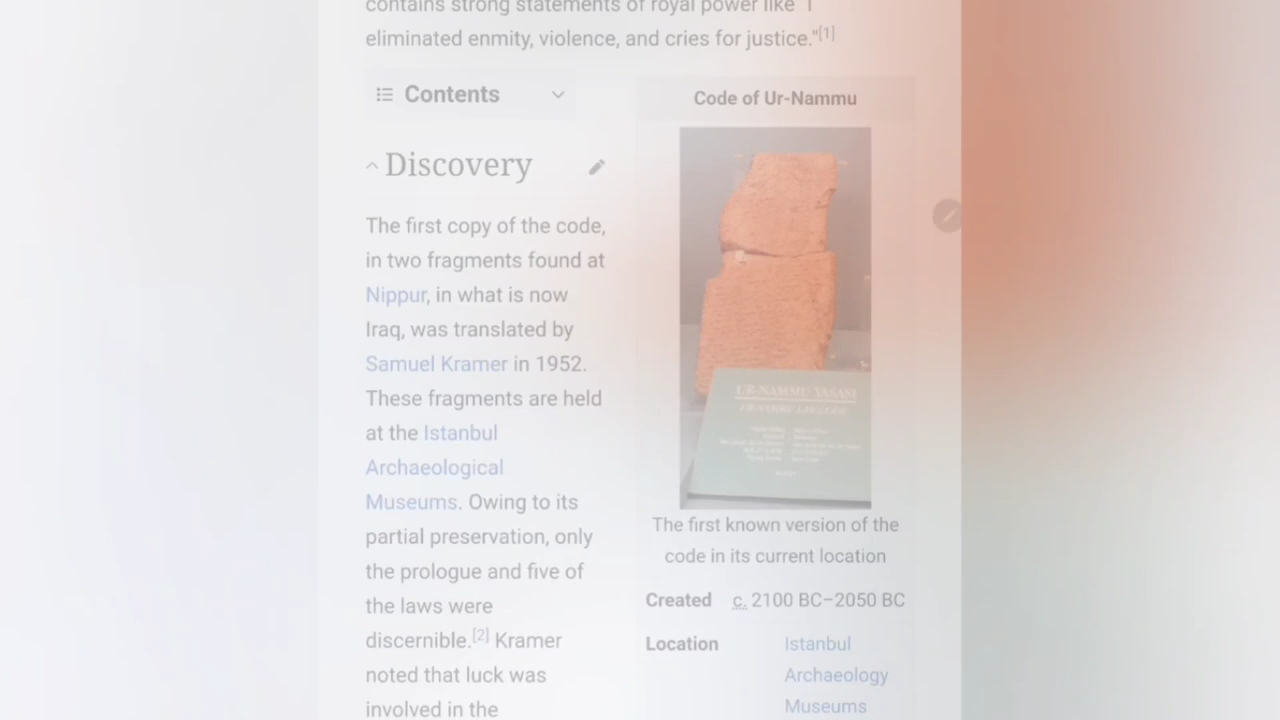 contains strong statements of royal power like "I
eliminated enmity, violence, and cries for justice."[1]
Contents
Discovery
The first copy of the code,
in two fragments found at
Nippur, in what is now
Iraq, was translated by
Samuel Kramer in 1952.
These fragments are held
at the Istanbul
Archaeological
Museums. Owing to its
partial preservation, only
the prologue and five of
the laws were
discernible.[2] Kramer
noted that luck was
involved in the
Code of Ur-Nammu
UR-NAMMU YASASI
UR-NAMMU LAW CODE
The first known version of the
code in its current location
Created c. 2100 BC–2050 BC
Location Istanbul
Archaeology
Museums